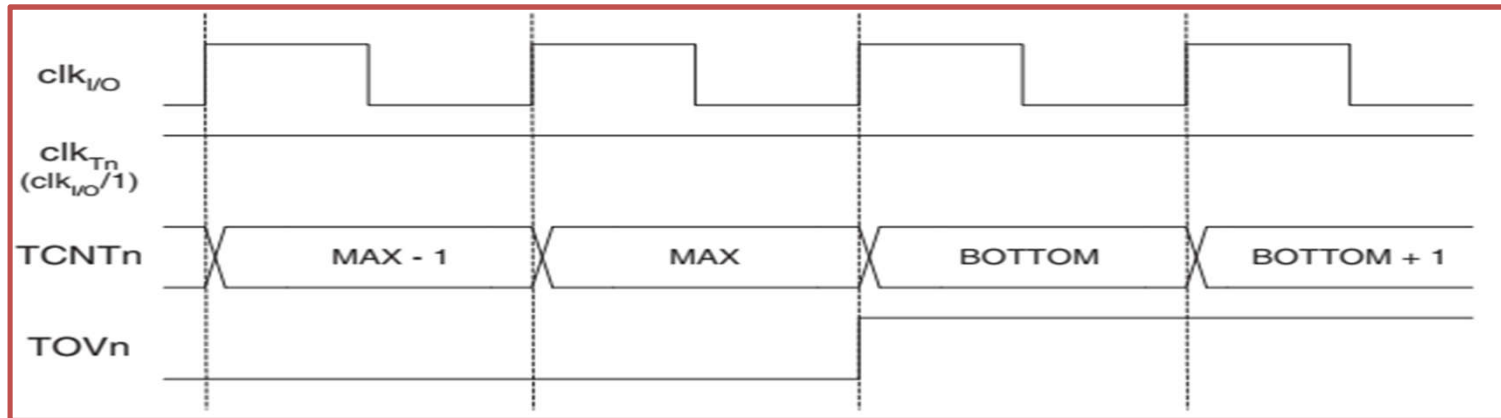 clkI/O
clkTn
(clkI/O/1)
TCNTn MAX - 1 MAX BOTTOM BOTTOM + 1
TOVn